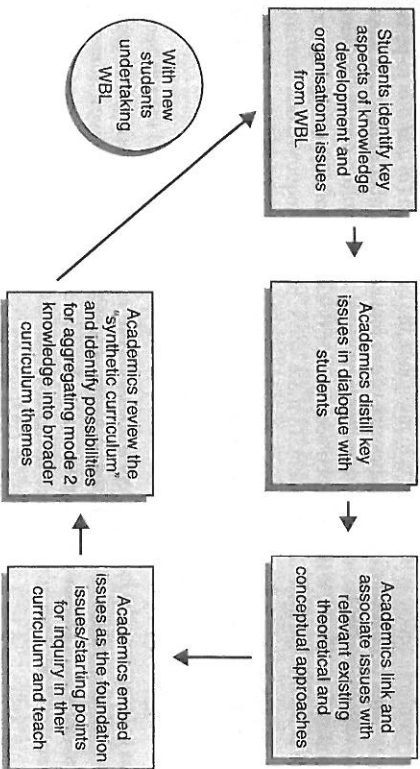 Students identify key
aspects of knowledge
development and
organisational issues
from WBL
Academics distill key
issues in dialogue with
students
Academics link and
associate issues with
relevant existing
theoretical and
conceptual approaches
Academics embed
issues as the foundation
issues/starting points
for inquiry in their
curriculum and teach
Academics review the
"synthetic curriculum"
and identify possibilities
for aggregating mode 2
knowledge into broader
curriculum themes
With new
students
undertaking
WBL